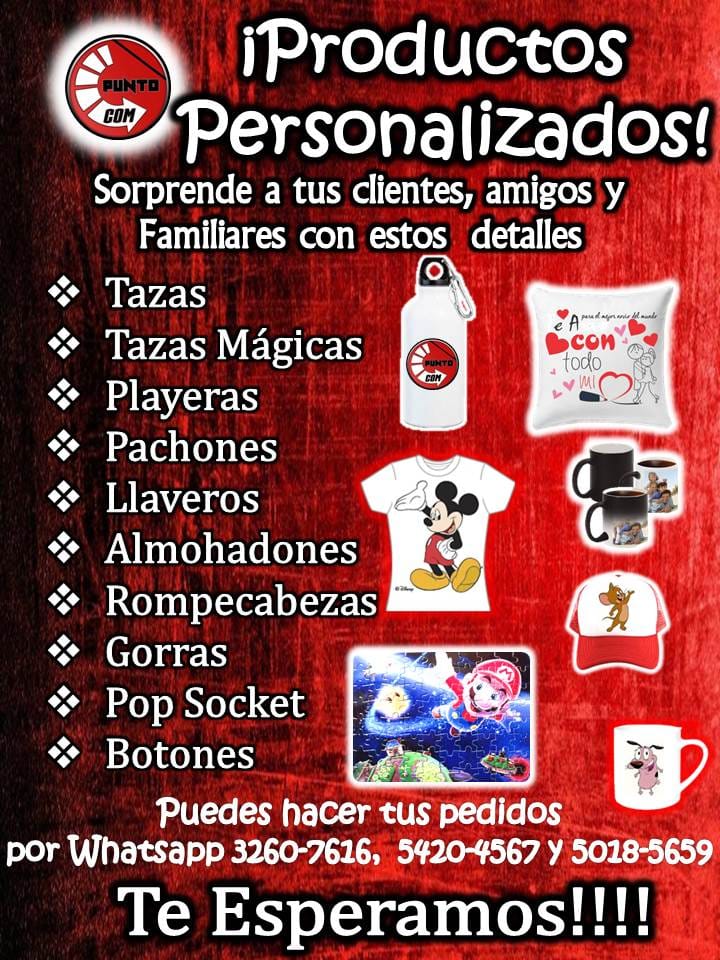 PUNTO
COM
¡Productos
Personalizados!
Sorprende a tus clientes, amigos y
Familiares con estos detalles
❖ Tazas
❖ Tazas Mágicas
❖ Playeras
❖ Pachones
❖ Llaveros
❖ Almohadones
❖ Rompecabezas
❖ Gorras
❖ Pop Socket
❖ Botones
PUNTO
COM
para el mejor novio del mundo
e A
con
todo
mi
© Disney
Puedes hacer tus pedidos
por Whatsapp 3260-7616, 5420-4567 y 5018-5659
Te Esperamos!!!!